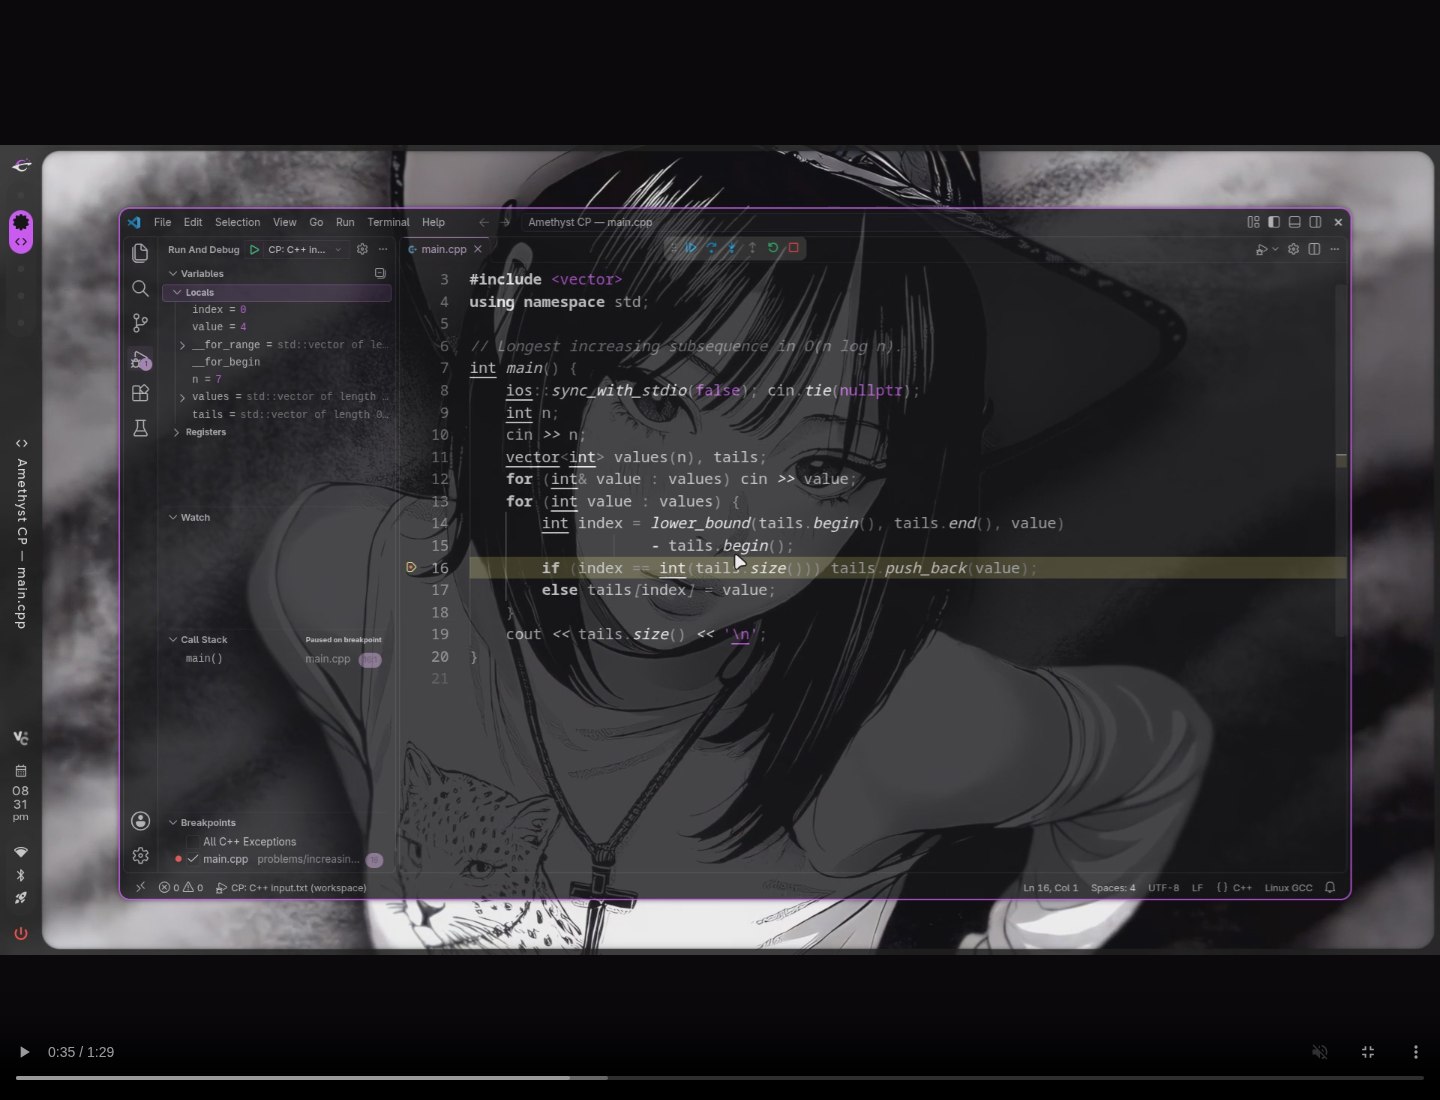 File Edit Selection View Go Run Terminal Help
Amethyst CP — main.cpp
Run And Debug
CP: C++ in...
main.cpp
Variables
Locals
index = 0
value = 4
__for_range = std::vector of le...
__for_begin
n = 7
values = std::vector of length ...
tails = std::vector of length 0...
Registers
Watch
Call Stack
Paused on breakpoint
main()
main.cpp
Breakpoints
All C++ Exceptions
main.cpp problems/increasin...
1
3 #include <vector>
4 using namespace std;
5
6 // Longest increasing subsequence in O(n log n).
7 int main() {
8 ios::sync_with_stdio(false); cin.tie(nullptr);
9 int n;
10 cin >> n;
11 vector<int> values(n), tails;
12 for (int& value : values) cin >> value;
13 for (int value : values) {
14 int index = lower_bound(tails.begin(), tails.end(), value)
15 - tails.begin();
16 if (index == int(tails.size())) tails.push_back(value);
17 else tails[index] = value;
18 }
19 cout << tails.size() << '\n';
20 }
21
0 0
CP: C++ input.txt (workspace)
Ln 16, Col 1
Spaces: 4
UTF-8
LF
{ } C++
Linux GCC
<> Amethyst CP — main.cpp
08
31
pm
0:35 / 1:29